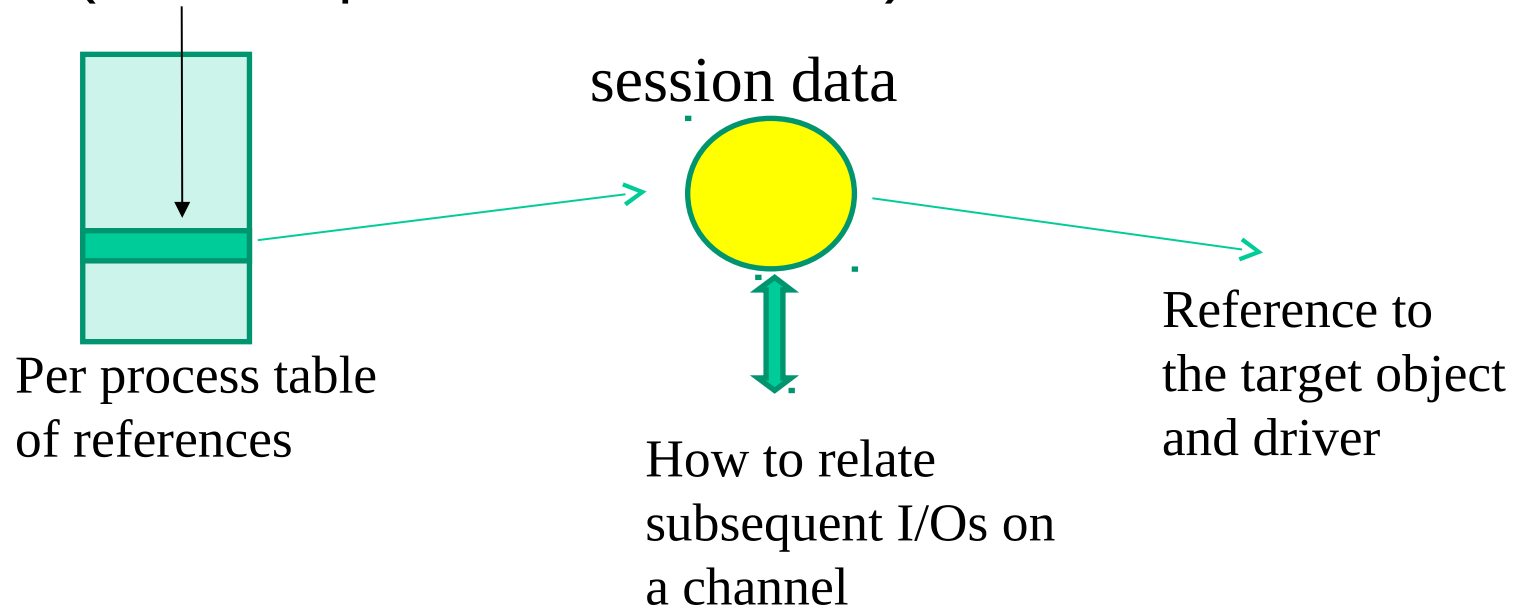 session data
Per process table
of references
How to relate
subsequent I/Os on
a channel
Reference to
the target object
and driver